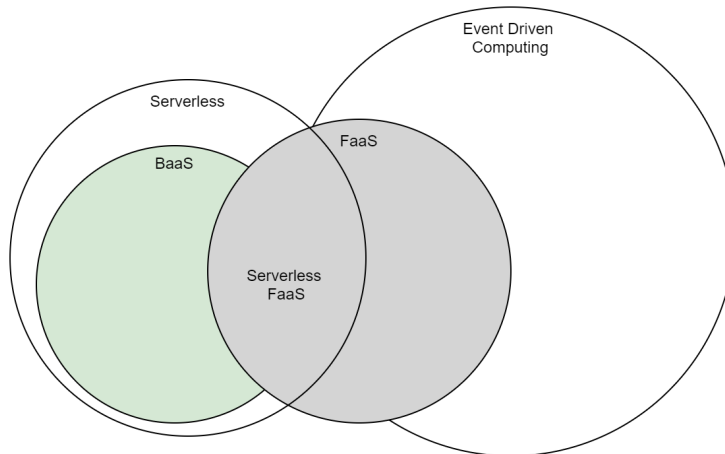 Event Driven
Computing
Serverless
FaaS
BaaS
Serverless
FaaS